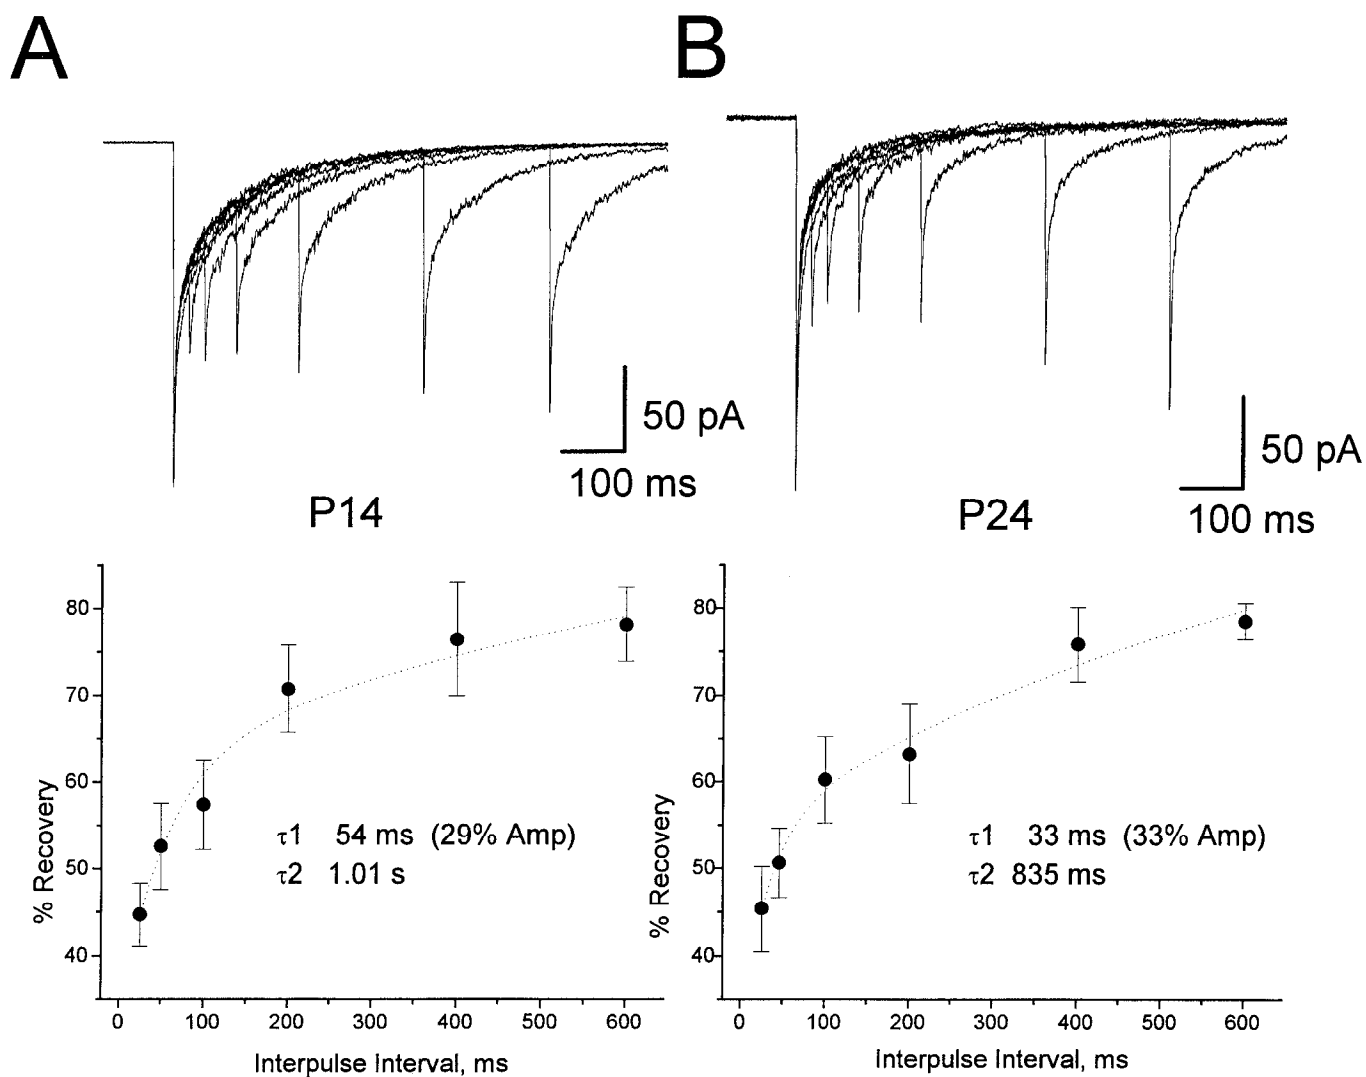 A
B
50 pA
100 ms
P14
50 pA
100 ms
P24
80
70
60
50
40
% Recovery
τ1 54 ms (29% Amp)
τ2 1.01 s
0 100 200 300 400 500 600
Interpulse Interval, ms
80
70
60
50
40
% Recovery
τ1 33 ms (33% Amp)
τ2 835 ms
0 100 200 300 400 500 600
Interpulse Interval, ms